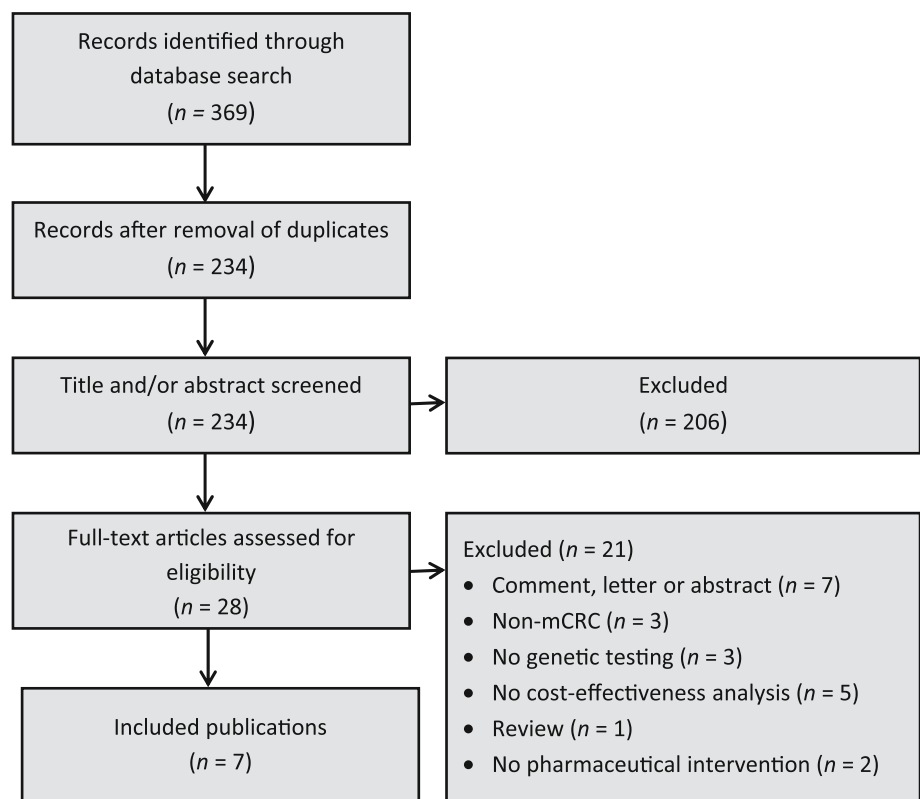 Records identified through
database search
(n = 369)
Records after removal of duplicates
(n = 234)
Title and/or abstract screened
(n = 234)
Excluded
(n = 206)
Full-text articles assessed for
eligibility
(n = 28)
Excluded (n = 21)
• Comment, letter or abstract (n = 7)
• Non-mCRC (n = 3)
• No genetic testing (n = 3)
• No cost-effectiveness analysis (n = 5)
• Review (n = 1)
• No pharmaceutical intervention (n = 2)
Included publications
(n = 7)